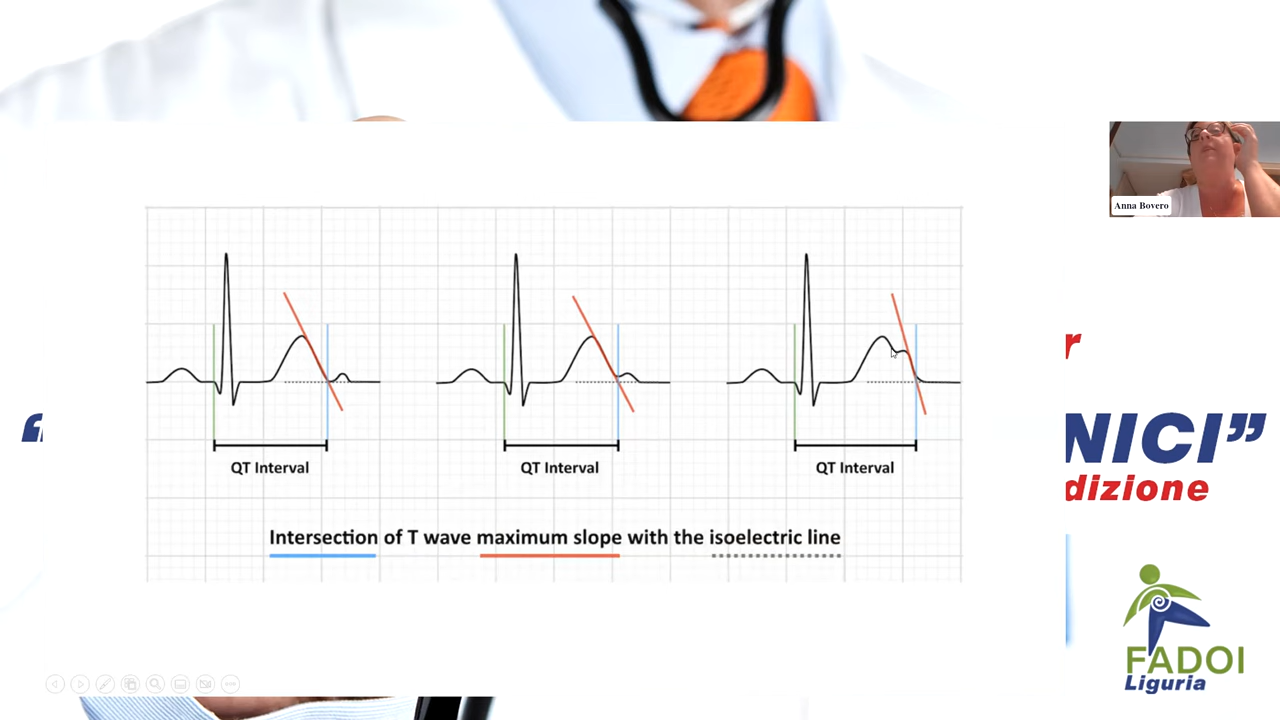 Anna Bovero
QT Interval
QT Interval
QT Interval
Intersection of T wave maximum slope with the isoelectric line
“
r
NICI”
dizione
FADOI
Liguria